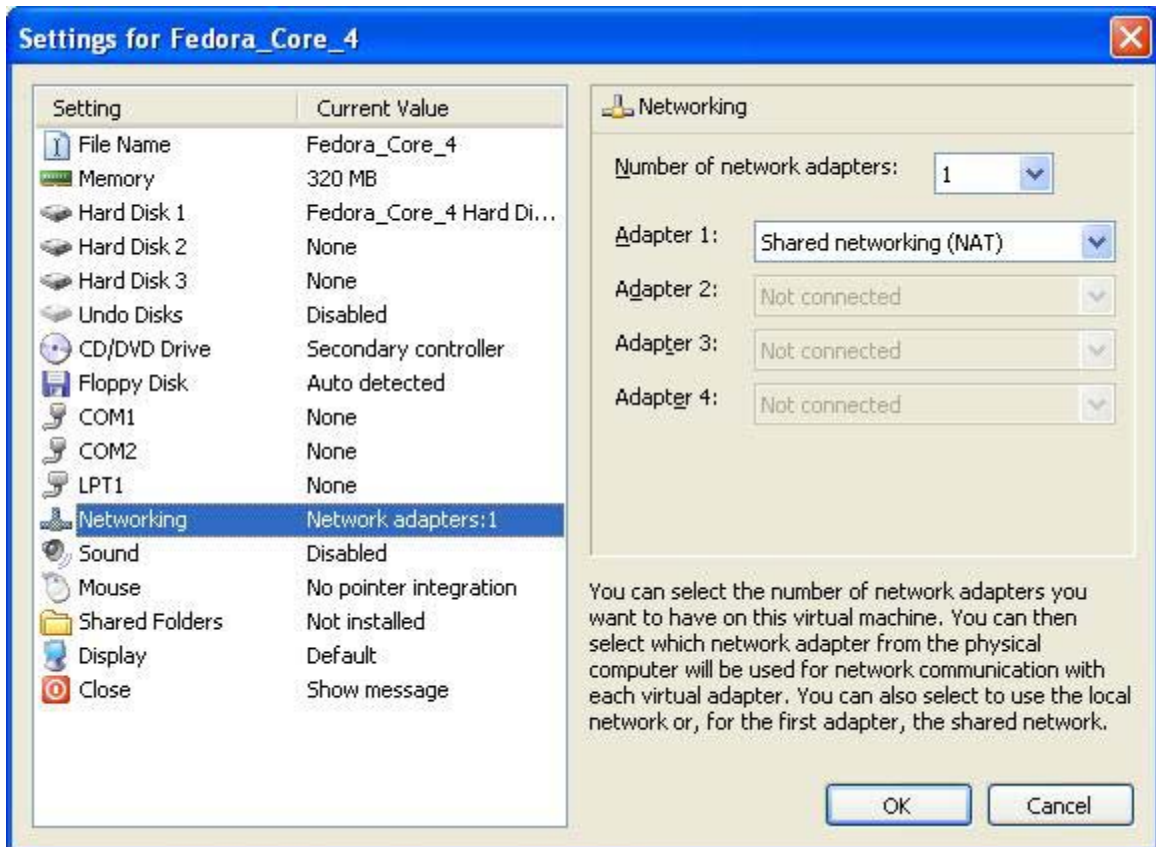 Settings for Fedora_Core_4
Setting Current Value
File Name Fedora_Core_4
Memory 320 MB
Hard Disk 1 Fedora_Core_4 Hard Di...
Hard Disk 2 None
Hard Disk 3 None
Undo Disks Disabled
CD/DVD Drive Secondary controller
Floppy Disk Auto detected
COM1 None
COM2 None
LPT1 None
Networking Network adapters:1
Sound Disabled
Mouse No pointer integration
Shared Folders Not installed
Display Default
Close Show message
Networking
Number of network adapters: 1
Adapter 1: Shared networking (NAT)
Adapter 2: Not connected
Adapter 3: Not connected
Adapter 4: Not connected
You can select the number of network adapters you
want to have on this virtual machine. You can then
select which network adapter from the physical
computer will be used for network communication with
each virtual adapter. You can also select to use the local
network or, for the first adapter, the shared network.
OK Cancel